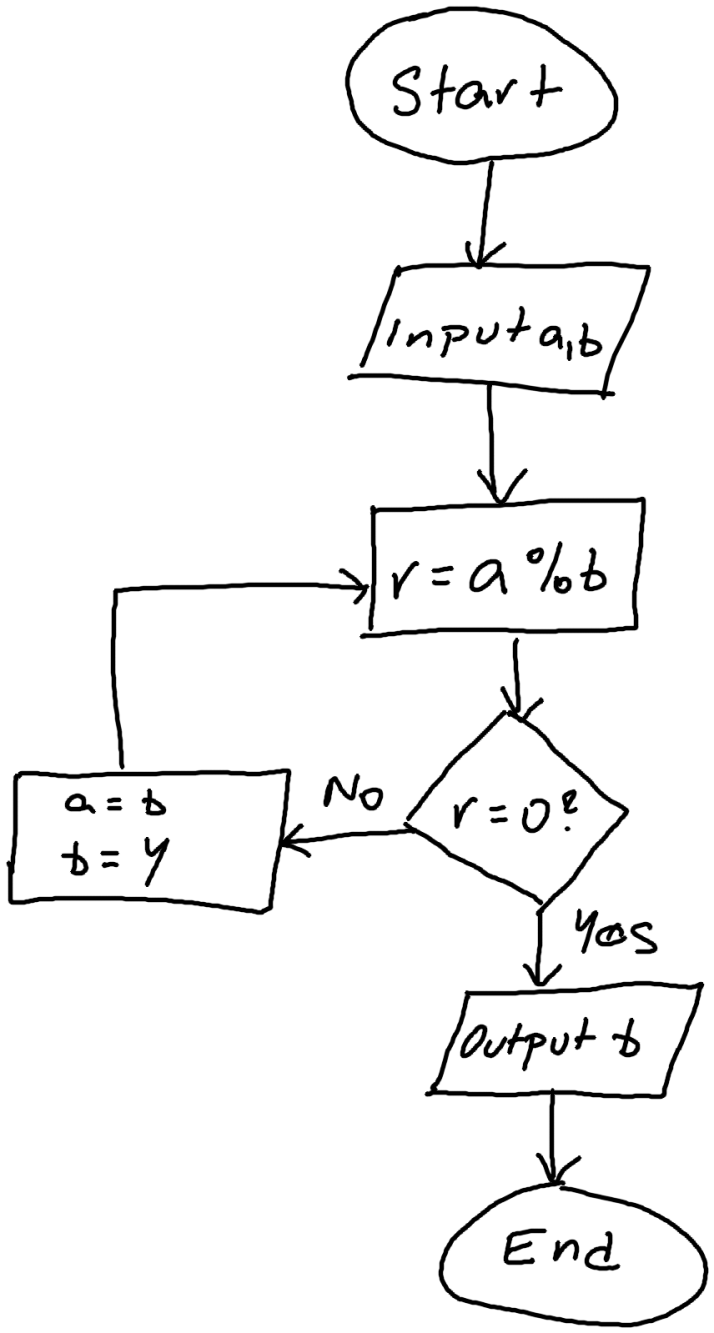 Start
Input a,b
r = a % b
r = 0?
No
a = b
b = y
Yes
Output b
End